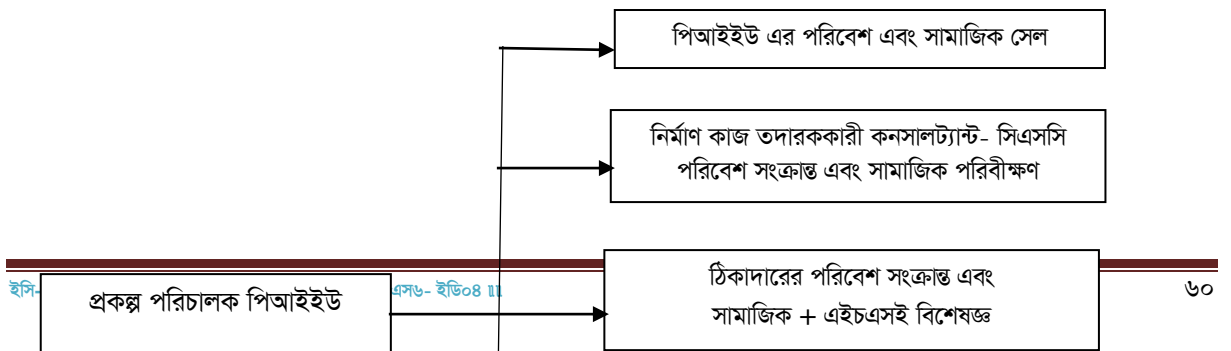 পিআইইউ এর পরিবেশ এবং সামাজিক সেল
নির্মাণ কাজ তদারককারী কনসালট্যান্ট- সিএসসি
পরিবেশ সংক্রান্ত এবং সামাজিক পরিবীক্ষণ
ঠিকাদারের পরিবেশ সংক্রান্ত এবং
সামাজিক + এইচএসই বিশেষজ্ঞ
প্রকল্প পরিচালক পিআইইউ
ইসি-
এস৬- ইডি০৪ ॥
৬০